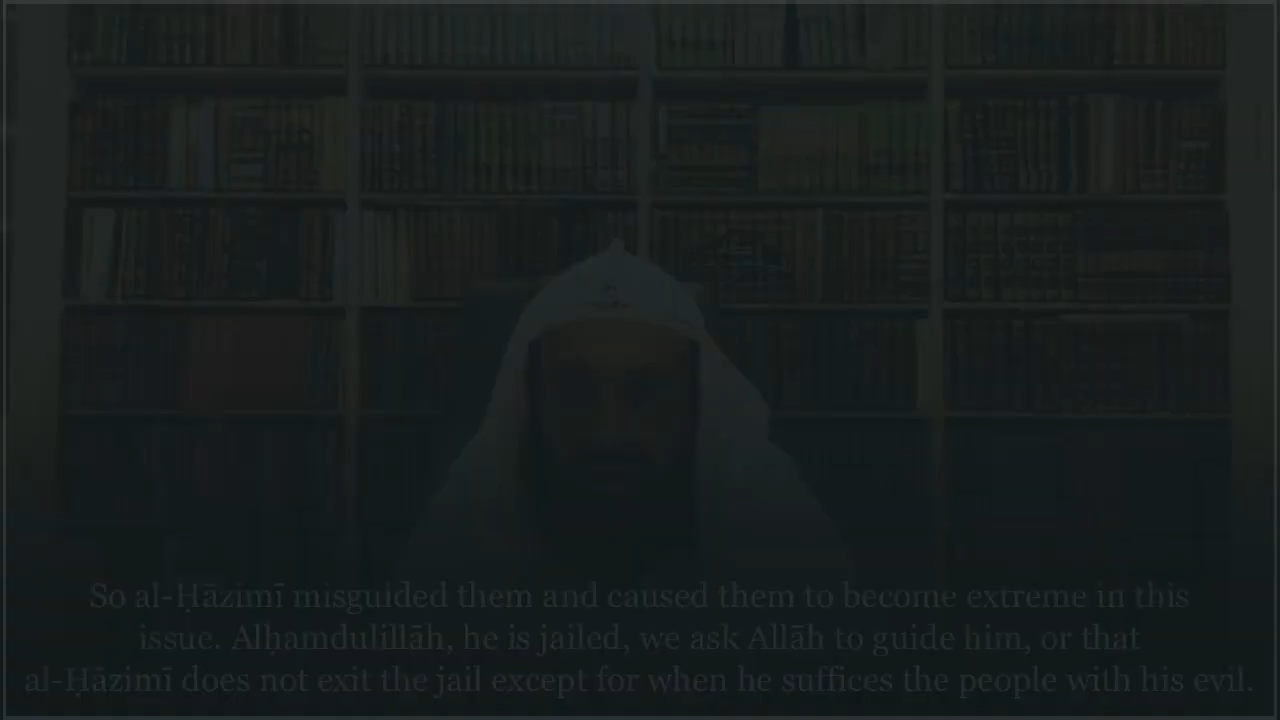 So al-Ḥāzimī misguided them and caused them to become extreme in this
issue. Alḥamdulillāh, he is jailed, we ask Allāh to guide him, or that
al-Ḥāzimī does not exit the jail except for when he suffices the people with his evil.